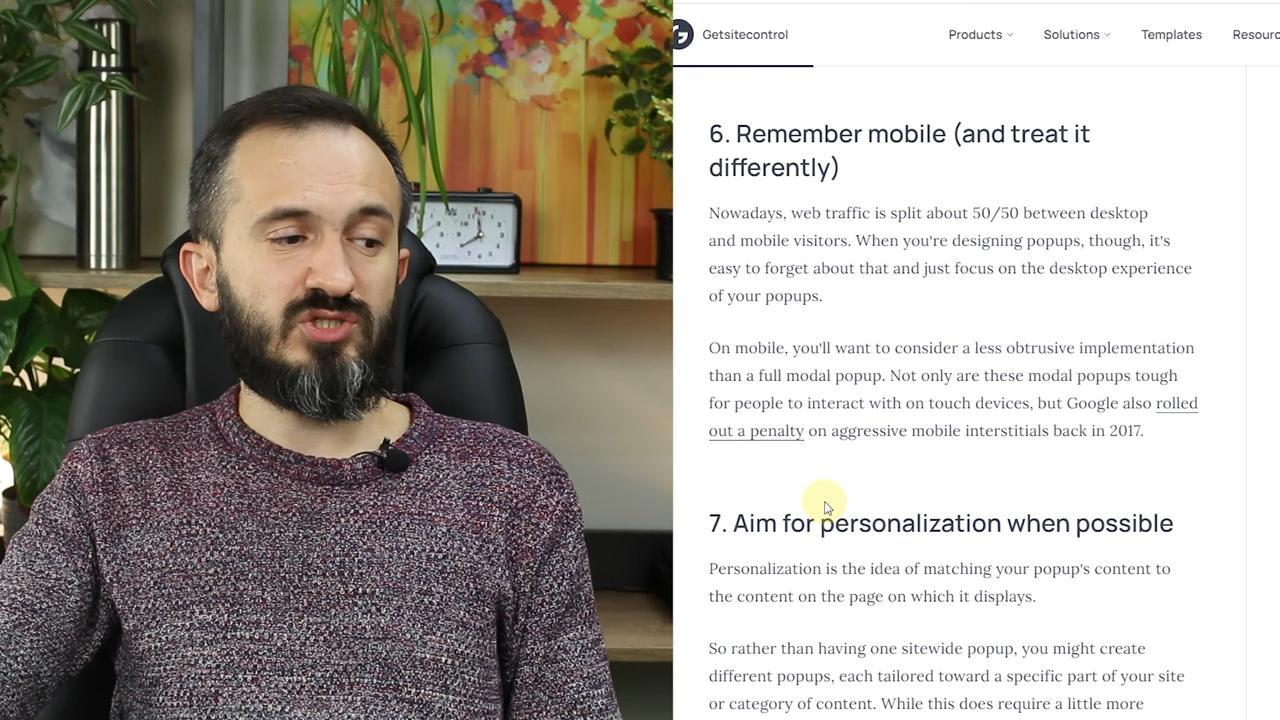 Getsitecontrol
Products
Solutions
Templates
6. Remember mobile (and treat it
differently)
Nowadays, web traffic is split about 50/50 between desktop
and mobile visitors. When you're designing popups, though, it's
easy to forget about that and just focus on the desktop experience
of your popups.
On mobile, you'll want to consider a less obtrusive implementation
than a full modal popup. Not only are these modal popups tough
for people to interact with on touch devices, but Google also rolled
out a penalty on aggressive mobile interstitials back in 2017.
7. Aim for personalization when possible
Personalization is the idea of matching your popup's content to
the content on the page on which it displays.
So rather than having one sitewide popup, you might create
different popups, each tailored toward a specific part of your site
or category of content. While this does require a little more